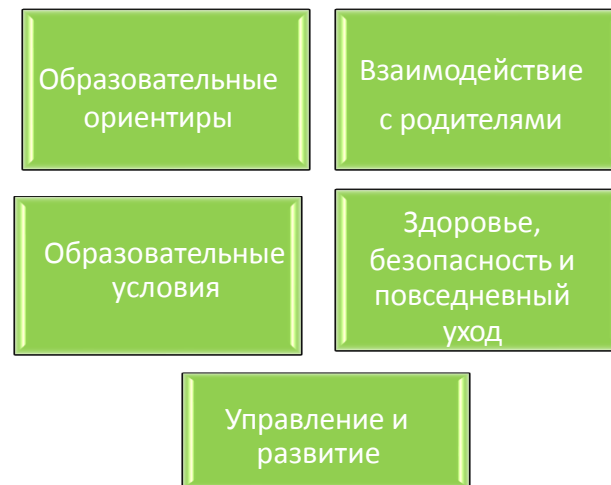 Образовательные
ориентиры
Взаимодействие
с родителями
Образовательные
условия
Здоровье,
безопасность и
повседневный
уход
Управление и
развитие